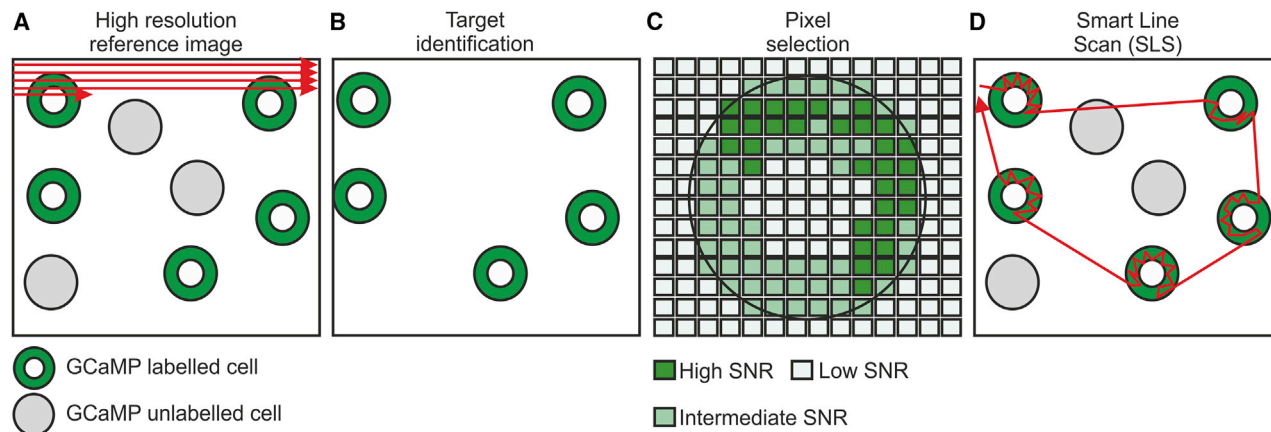 A
High resolution
reference image
B
Target
identification
C
Pixel
selection
D
Smart Line
Scan (SLS)
GCaMP labelled cell
GCaMP unlabelled cell
High SNR
Low SNR
Intermediate SNR